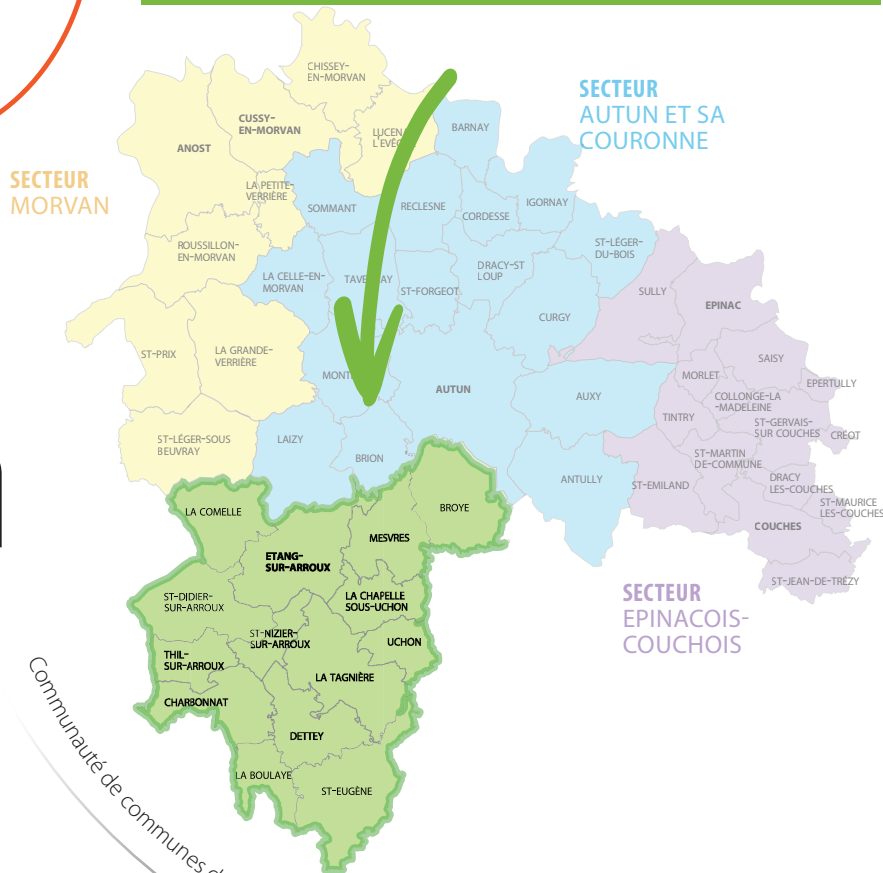 CHISSEY-
EN-MORVAN
SECTEUR
AUTUN ET SA
COURONNE
CUSSY-
EN-MORVAN
LUCEN
BARNAY
ANOST
SECTEUR
MORVAN
LA PETITE-
VERRIÈRE
SOMMANT
RECLESNE
CORDESSE
IGORNAY
ROUSSILLON-
EN-MORVAN
ST-LÉGER-
DU-BOIS
LA CELLE-EN-
MORVAN
ST-FORGEOT
DRACY-ST
LOUP
SULLY
EPINAC
CURGY
ST-PRIX
LA GRANDE-
VERRIÈRE
SAISY
MORLET
EPERTULLY
AUTUN
AUXY
COLLONGE-LA
-MADELEINE
TINTRY
ST-GERVAIS-
SUR COUCHES
CREOT
ST-LÉGER-SOUS
BEUVRAY
LAIZY
BRION
ST-MARTIN
DE-COMMUNE
ANTULLY
ST-EMILAND
DRACY
LES-COUCHES
ST-MAURICE
LES-COUCHES
COUCHES
LA COMELLE
BROYE
MESVRES
ETANG-
SUR-ARROUX
ST-JEAN-DE-TRÉZY
SECTEUR
EPINACOIS-
COUCHOIS
ST-DIDIER-
SUR-ARROUX
LA CHAPELLE
SOUS-UCHON
ST-NIZIER-
SUR-ARROUX
UCHON
THIL-
SUR-ARROUX
LA TAGNIÈRE
CHARBONNAT
DETTEY
LA BOULAYE
ST-EUGÈNE
Communauté de communes